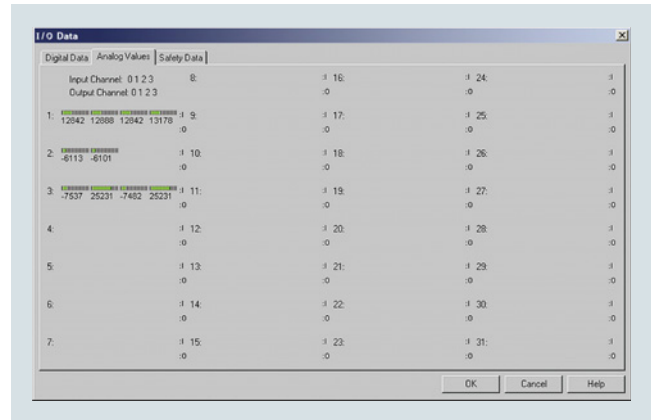 I/O Data
Digital Data Analog Values Safety Data
Input Channel: 0 1 2 3 8: :I 16: :I 24: :I
Output Channel: 0 1 2 3 :O :O :O
1: :I 9: :I 17: :I 25: :I
12842 12888 12842 13178 :O :O :O :O
2: :I 10: :I 18: :I 26: :I
-6113 -6101 :O :O :O :O
3: :I 11: :I 19: :I 27: :I
-7537 25231 -7482 25231 :O :O :O :O
4: :I 12: :I 20: :I 28: :I
:O :O :O :O
5: :I 13: :I 21: :I 29: :I
:O :O :O :O
6: :I 14: :I 22: :I 30: :I
:O :O :O :O
7: :I 15: :I 23: :I 31: :I
:O :O :O :O
OK Cancel Help